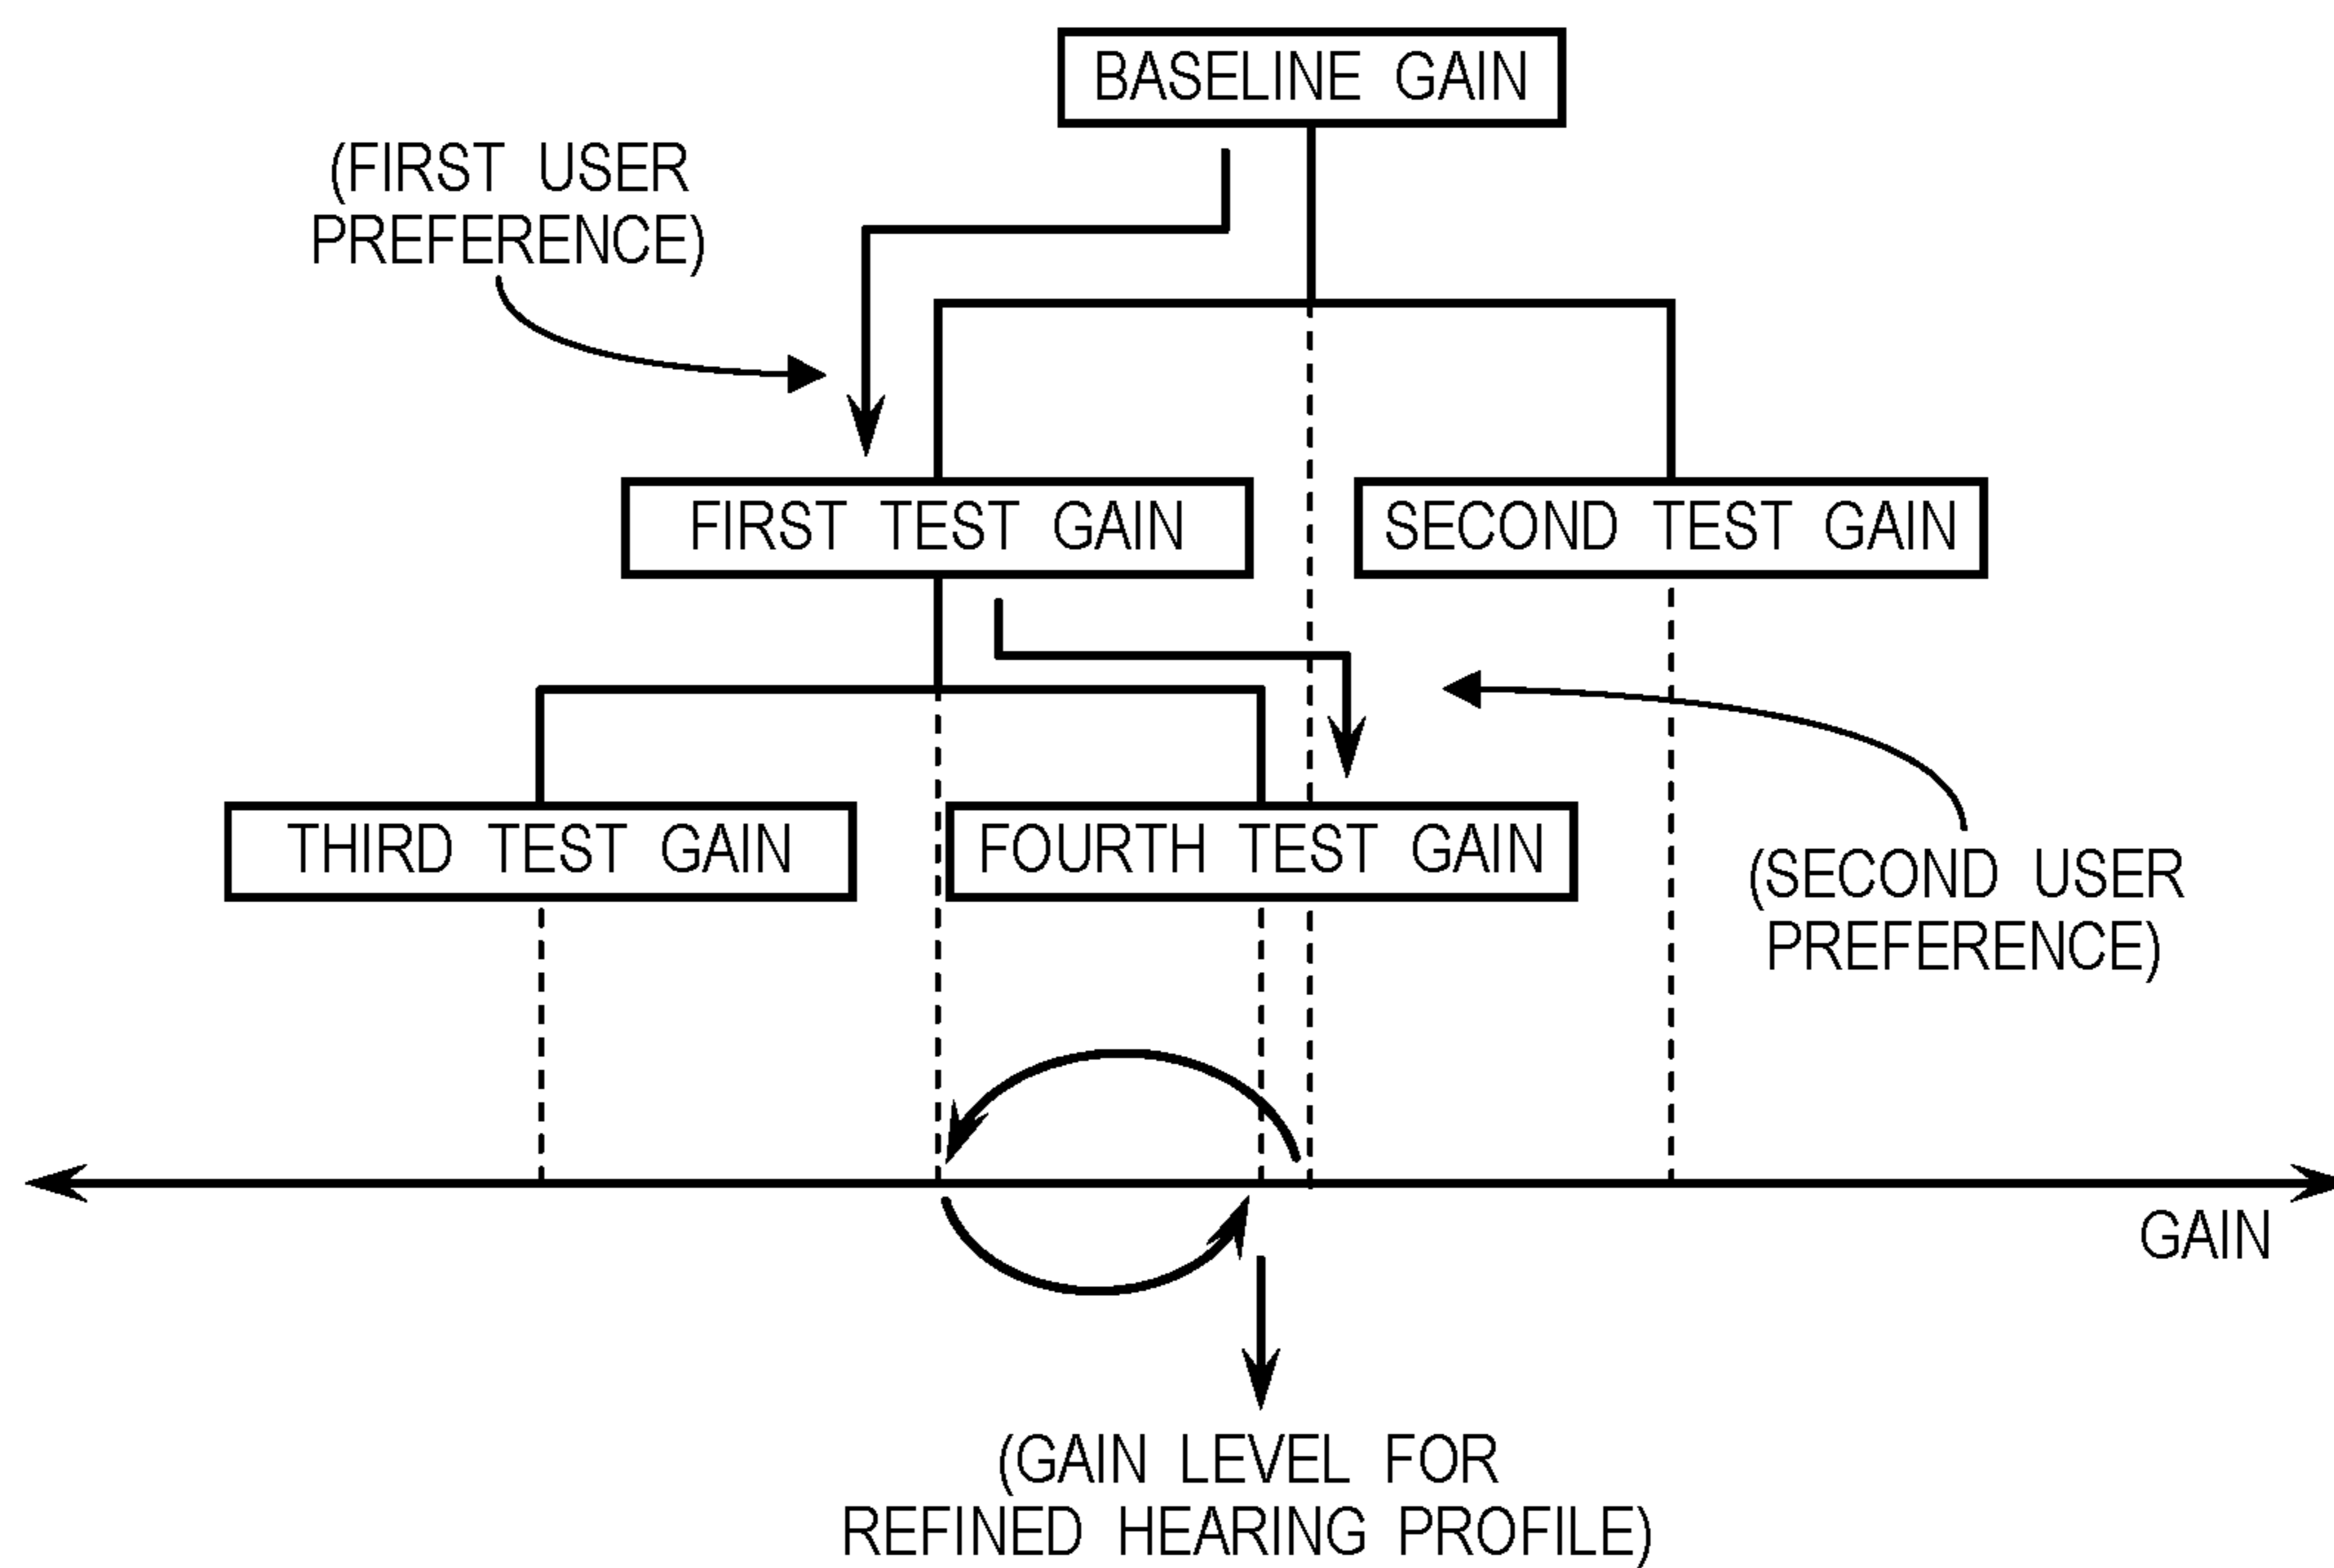 BASELINE GAIN
(FIRST USER
PREFERENCE)
FIRST TEST GAIN
SECOND TEST GAIN
THIRD TEST GAIN
FOURTH TEST GAIN
(SECOND USER
PREFERENCE)
GAIN
(GAIN LEVEL FOR
REFINED HEARING PROFILE)